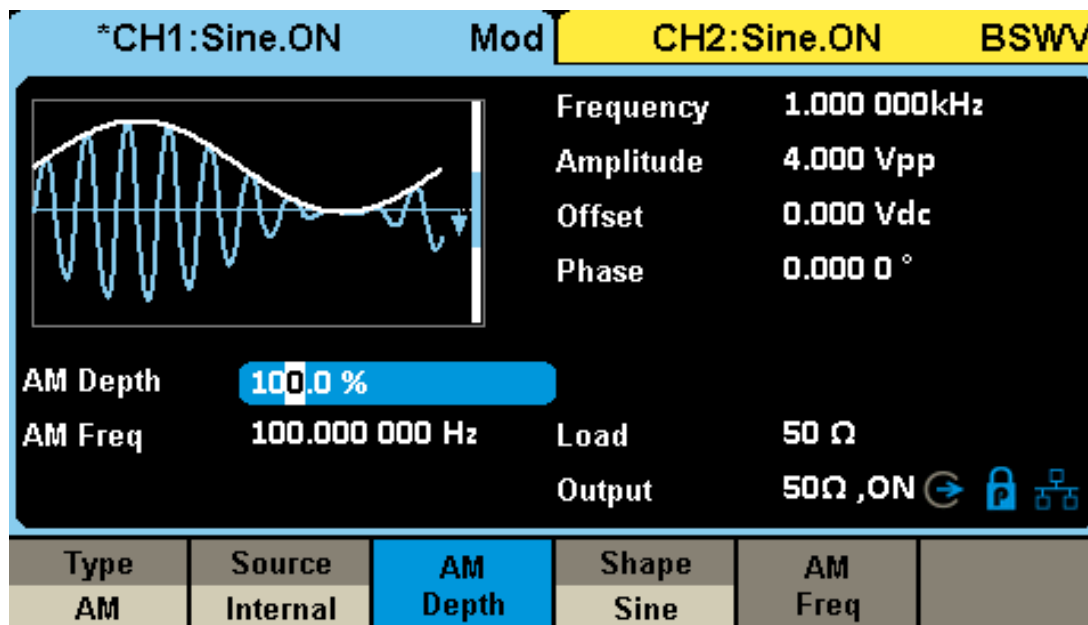 *CH1:Sine.ON Mod CH2:Sine.ON BSWV
Frequency 1.000 000kHz
Amplitude 4.000 Vpp
Offset 0.000 Vdc
Phase 0.000 0 °
AM Depth 100.0 %
AM Freq 100.000 000 Hz
Load 50 Ω
Output 50Ω ,ON
P
Type Source AM Depth Shape AM Freq
AM Internal Sine